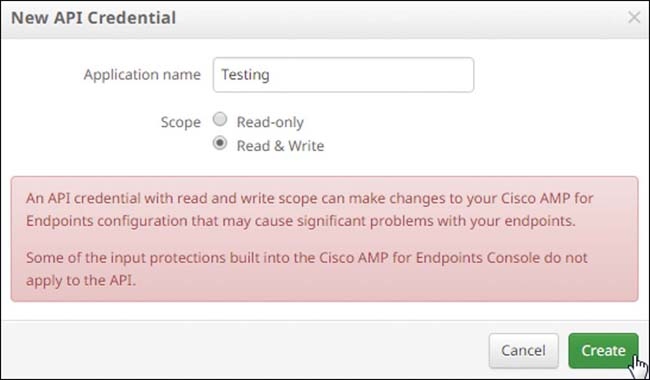 New API Credential
Application name Testing
Scope Read-only
Read & Write
An API credential with read and write scope can make changes to your Cisco AMP for
Endpoints configuration that may cause significant problems with your endpoints.
Some of the input protections built into the Cisco AMP for Endpoints Console do not
apply to the API.
Cancel Create